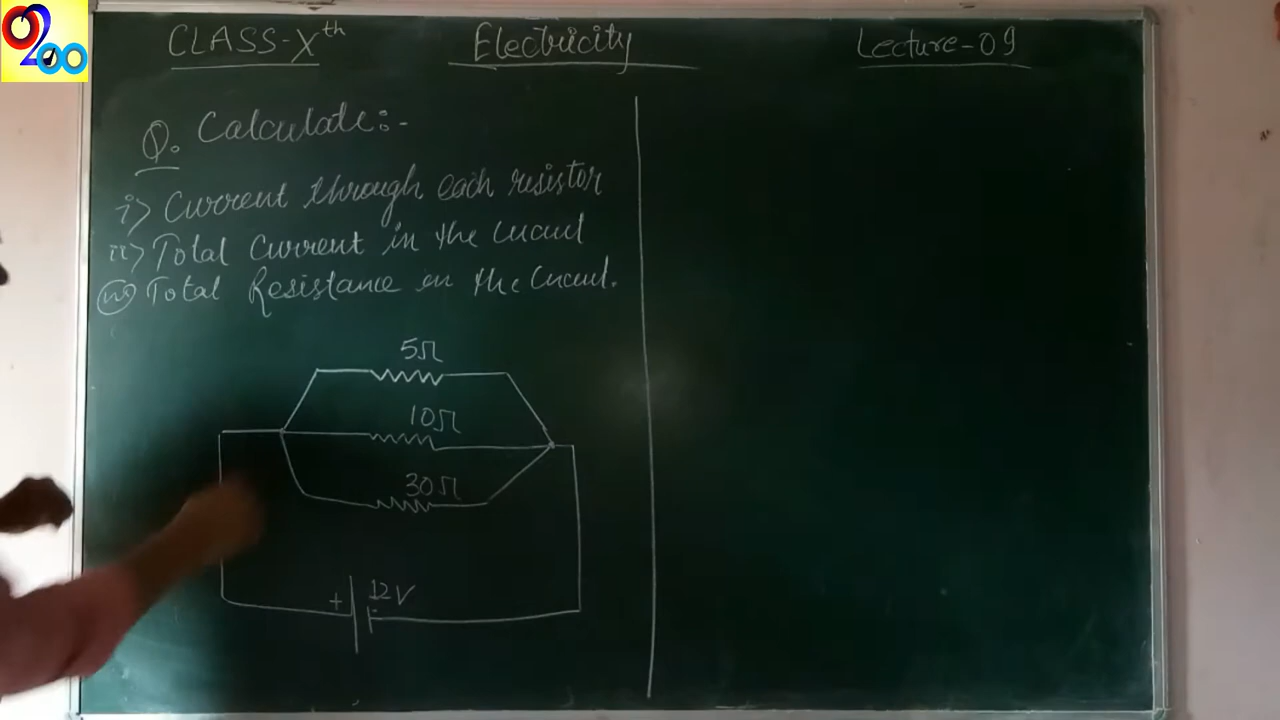 0200
CLASS-Xth
Electricity
Lecture-09
Q. Calculate:-
i> Current through each resistor
ii> Total Current in the Circuit
iii> Total Resistance in the Circuit.
5Ω
10Ω
30Ω
+ 12V